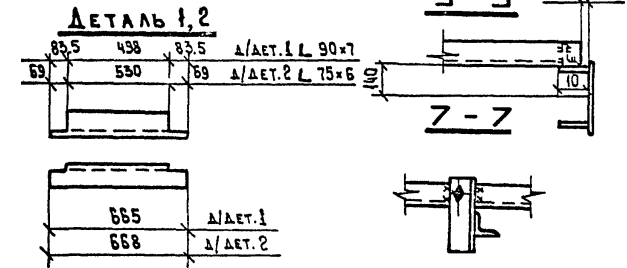 ДЕТАЛЬ 1,2
83,5 498 83,5 Д/ДЕТ.1 L 90×7
69 530 69 Д/ДЕТ.2 L 75×6
665 Д/ДЕТ.1
668 Д/ДЕТ.2
140
10
7 - 7